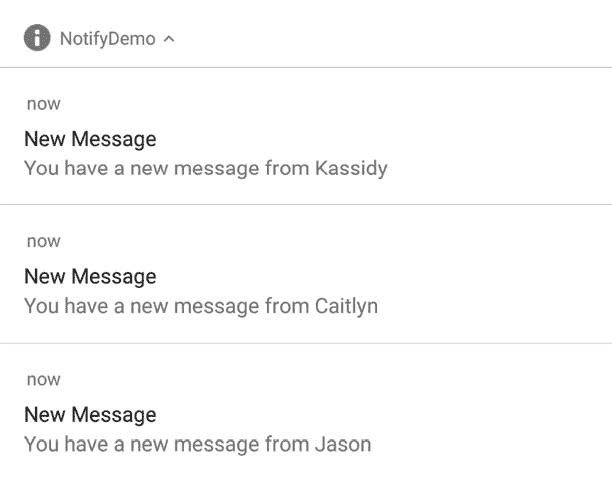 NotifyDemo
now
New Message
You have a new message from Kassidy
now
New Message
You have a new message from Caitlyn
now
New Message
You have a new message from Jason